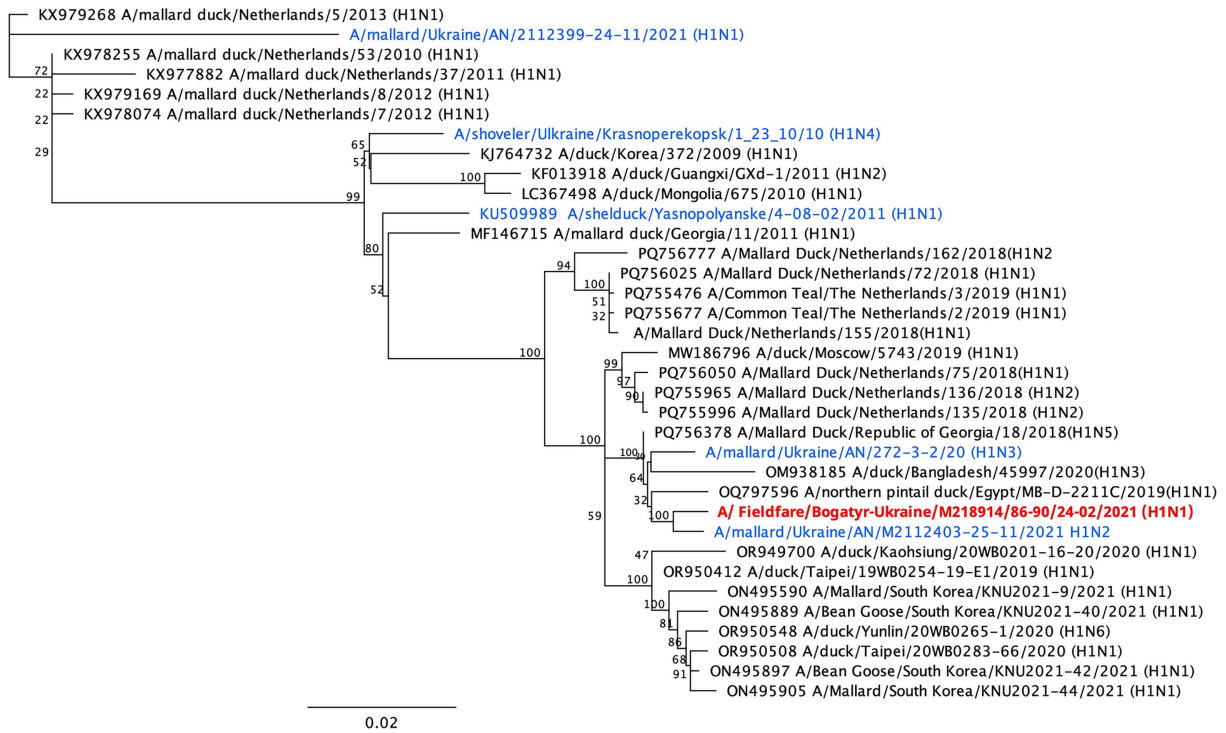 KX979268 A/mallard duck/Netherlands/5/2013 (H1N1)
A/mallard/Ukraine/AN/2112399-24-11/2021 (H1N1)
KX978255 A/mallard duck/Netherlands/53/2010 (H1N1)
72
KX977882 A/mallard duck/Netherlands/37/2011 (H1N1)
22
KX979169 A/mallard duck/Netherlands/8/2012 (H1N1)
22
KX978074 A/mallard duck/Netherlands/7/2012 (H1N1)
29
A/shoveler/Ulkraine/Krasnoperekopsk/1_23_10/10 (H1N4)
65
KJ764732 A/duck/Korea/372/2009 (H1N1)
52
KF013918 A/duck/Guangxi/GXd-1/2011 (H1N2)
100
LC367498 A/duck/Mongolia/675/2010 (H1N1)
99
KU509989 A/shelduck/Yasnopolyanske/4-08-02/2011 (H1N1)
MF146715 A/mallard duck/Georgia/11/2011 (H1N1)
80
PQ756777 A/Mallard Duck/Netherlands/162/2018(H1N2
94
PQ756025 A/Mallard Duck/Netherlands/72/2018 (H1N1)
100
52
PQ755476 A/Common Teal/The Netherlands/3/2019 (H1N1)
51
PQ755677 A/Common Teal/The Netherlands/2/2019 (H1N1)
32
A/Mallard Duck/Netherlands/155/2018(H1N1)
100
MW186796 A/duck/Moscow/5743/2019 (H1N1)
99
PQ756050 A/Mallard Duck/Netherlands/75/2018(H1N1)
97
PQ755965 A/Mallard Duck/Netherlands/136/2018 (H1N2)
90
PQ755996 A/Mallard Duck/Netherlands/135/2018 (H1N2)
PQ756378 A/Mallard Duck/Republic of Georgia/18/2018(H1N5)
100
A/mallard/Ukraine/AN/272-3-2/20 (H1N3)
100
OM938185 A/duck/Bangladesh/45997/2020(H1N3)
64
OQ797596 A/northern pintail duck/Egypt/MB-D-2211C/2019(H1N1)
32
A/ Fieldfare/Bogatyr-Ukraine/M218914/86-90/24-02/2021 (H1N1)
100
59
A/mallard/Ukraine/AN/M2112403-25-11/2021 H1N2
OR949700 A/duck/Kaohsiung/20WB0201-16-20/2020 (H1N1)
47
OR950412 A/duck/Taipei/19WB0254-19-E1/2019 (H1N1)
100
ON495590 A/Mallard/South Korea/KNU2021-9/2021 (H1N1)
100
ON495889 A/Bean Goose/South Korea/KNU2021-40/2021 (H1N1)
81
OR950548 A/duck/Yunlin/20WB0265-1/2020 (H1N6)
86
OR950508 A/duck/Taipei/20WB0283-66/2020 (H1N1)
68
ON495897 A/Bean Goose/South Korea/KNU2021-42/2021 (H1N1)
91
ON495905 A/Mallard/South Korea/KNU2021-44/2021 (H1N1)
0.02